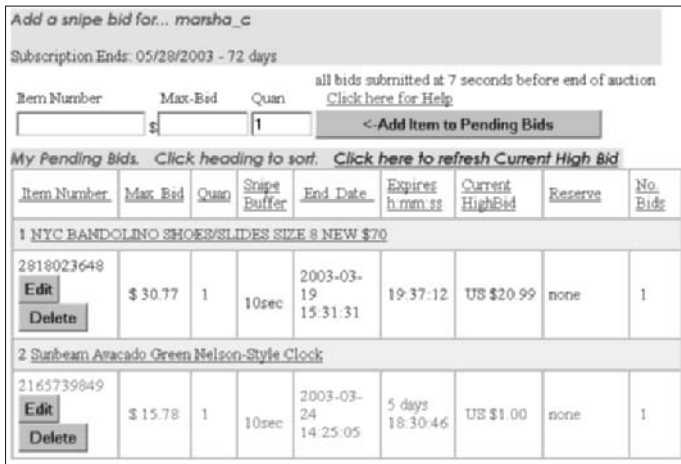 Add a snipe bid for... marsha_c
Subscription Ends: 05/28/2003 - 72 days
all bids submitted at 7 seconds before end of auction
Item Number Max-Bid Quan Click here for Help
$ 1 <-Add Item to Pending Bids
My Pending Bids. Click heading to sort. Click here to refresh Current High Bid
Item Number Max Bid Quan Snipe Buffer End Date Expires h:mm:ss Current HighBid Reserve No. Bids
1 NYC BANDOLINO SHOES/SLIDES SIZE 8 NEW $70
2818023648
Edit
Delete
$ 30.77
1
10sec
2003-03-
19
15:31:31
19:37:12
US $20.99
none
1
2 Sunbeam Avacado Green Nelson-Style Clock
2165739849
Edit
Delete
$ 15.78
1
10sec
2003-03-
24
14:25:05
5 days
18:30:46
US $1.00
none
1